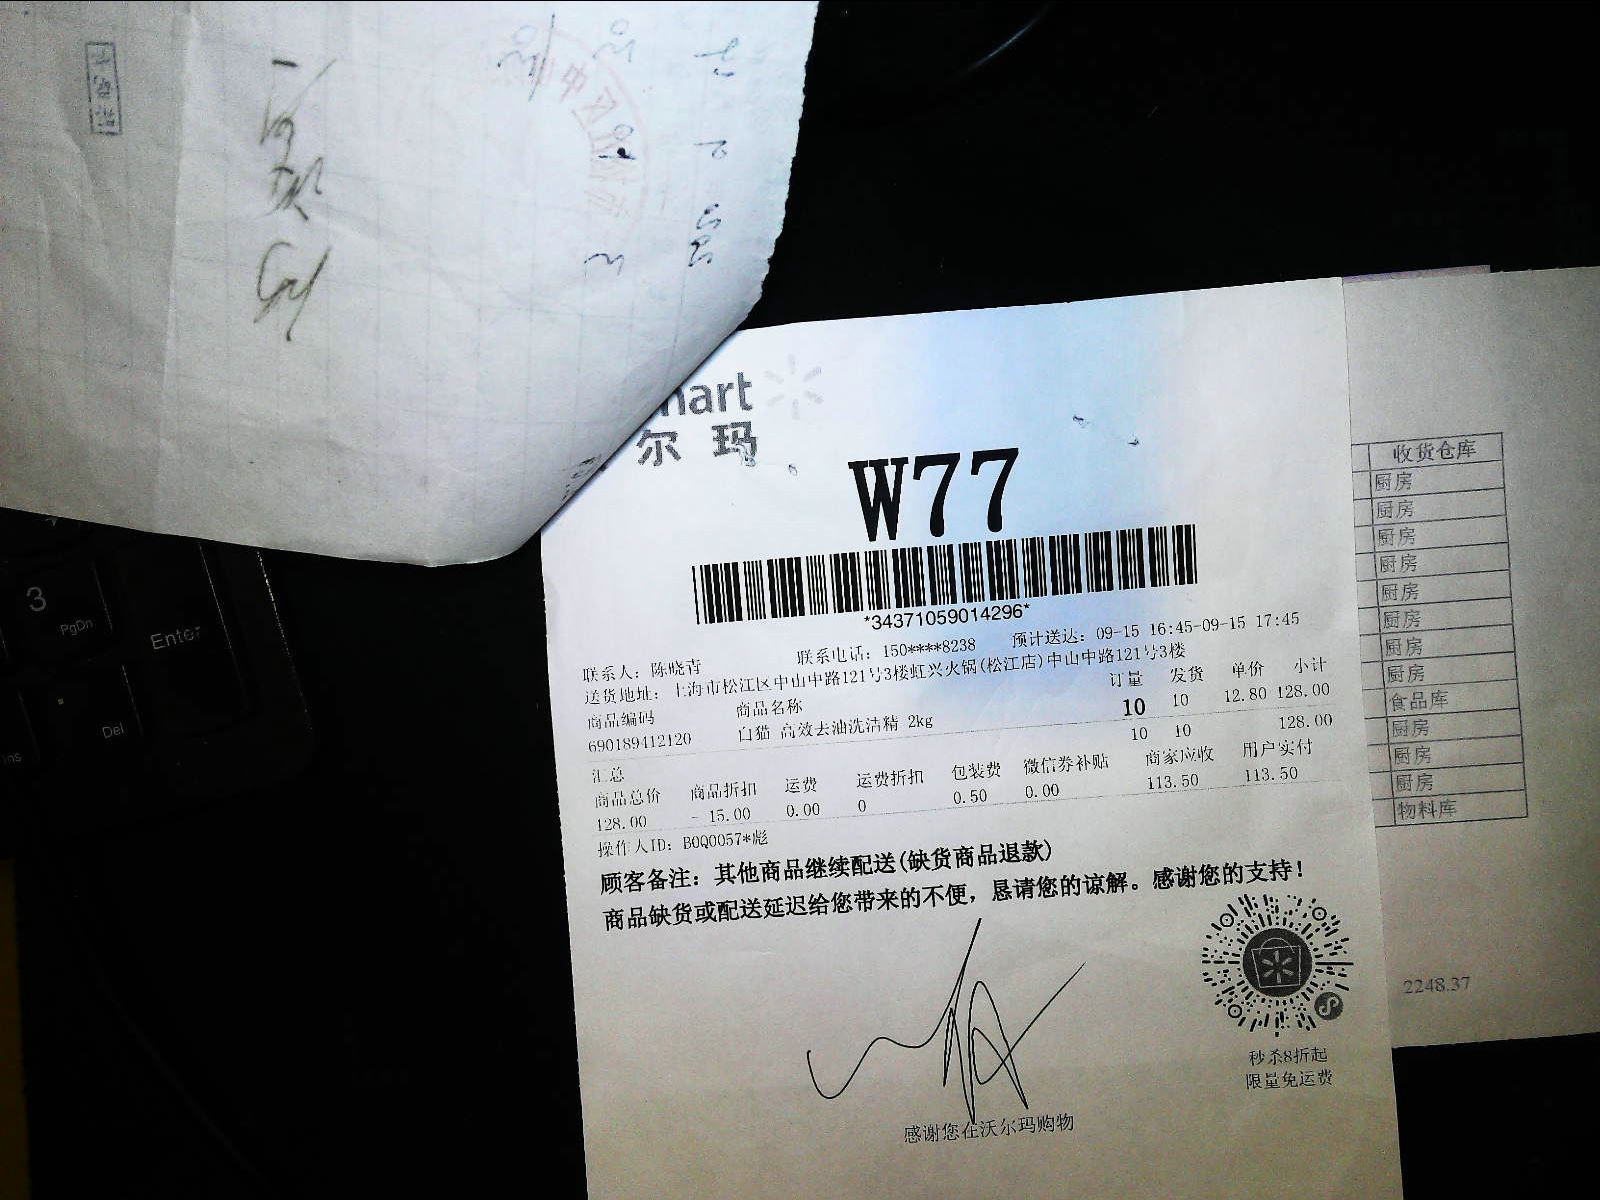 mart
尔 玛
W77
*34371059014296*
联系人：陈晓青 联系电话：150****8238 预计送达：09-15 16:45-09-15 17:45
送货地址：上海市松江区中山中路121号3楼虹兴火锅(松江店)中山中路121号3楼
商品编码 商品名称 订量 发货 单价 小计
690189412120 白猫 高效去油洗洁精 2kg 10 10 12.80 128.00
10 10 128.00
汇总
商品总价 商品折扣 运费 运费折扣 包装费 微信券补贴 商家应收 用户实付
128.00 - 15.00 0.00 0 0.50 0.00 113.50 113.50
操作人ID：B0Q0057*彪
顾客备注：其他商品继续配送(缺货商品退款)
商品缺货或配送延迟给您带来的不便，恳请您的谅解。感谢您的支持！
秒杀8折起
限量免运费
感谢您在沃尔玛购物
收货仓库
厨房
厨房
厨房
厨房
厨房
厨房
厨房
厨房
食品库
厨房
厨房
厨房
物料库
2248.37
3
PgDn
Enter
Del